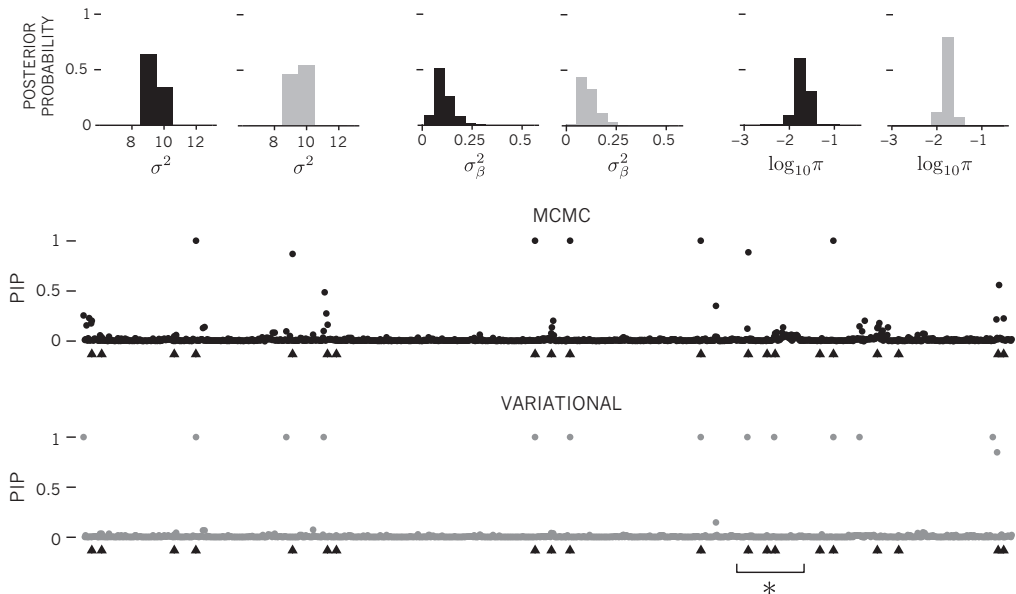 POSTERIOR
PROBABILITY
1
0.5
0
8 10 12
σ²
8 10 12
σ²
0 0.25 0.5
σ²_β
0 0.25 0.5
σ²_β
−3 −2 −1
log₁₀π
−3 −2 −1
log₁₀π
MCMC
PIP
1
0.5
0
VARIATIONAL
PIP
1
0.5
0
*